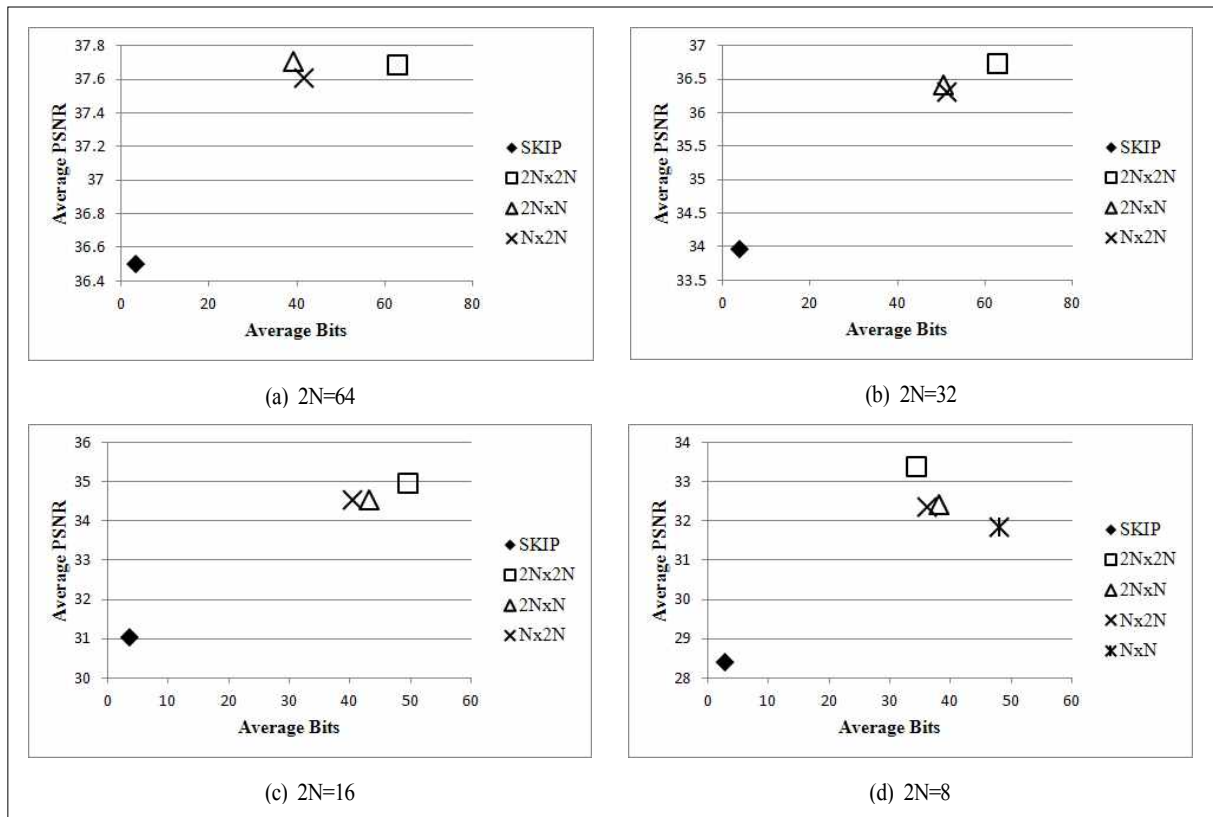 37.8
37.6
37.4
37.2
37
36.8
36.6
36.4
0 20 40 60 80
Average PSNR
Average Bits
SKIP
2Nx2N
2NxN
Nx2N
(a) 2N=64
37
36.5
36
35.5
35
34.5
34
33.5
0 20 40 60 80
Average PSNR
Average Bits
SKIP
2Nx2N
2NxN
Nx2N
(b) 2N=32
36
35
34
33
32
31
30
0 10 20 30 40 50 60
Average PSNR
Average Bits
SKIP
2Nx2N
2NxN
Nx2N
(c) 2N=16
34
33
32
31
30
29
28
0 10 20 30 40 50 60
Average PSNR
Average Bits
SKIP
2Nx2N
2NxN
Nx2N
NxN
(d) 2N=8